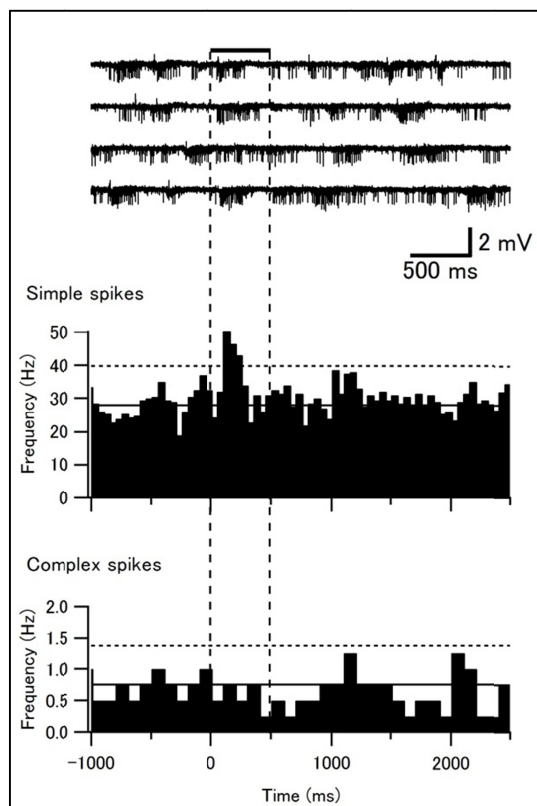 2 mV
500 ms
Simple spikes
Frequency (Hz)
50
40
30
20
10
0
Complex spikes
Frequency (Hz)
2.0
1.5
1.0
0.5
0.0
-1000 0 1000 2000
Time (ms)